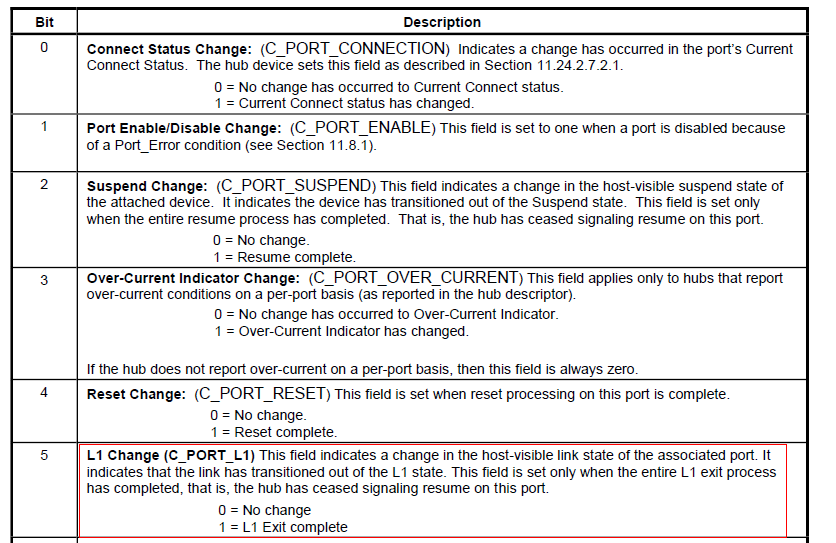 Bit Description
0 Connect Status Change: (C_PORT_CONNECTION) Indicates a change has occurred in the port's Current
Connect Status. The hub device sets this field as described in Section 11.24.2.7.2.1.
0 = No change has occurred to Current Connect status.
1 = Current Connect status has changed.
1 Port Enable/Disable Change: (C_PORT_ENABLE) This field is set to one when a port is disabled because
of a Port_Error condition (see Section 11.8.1).
2 Suspend Change: (C_PORT_SUSPEND) This field indicates a change in the host-visible suspend state of
the attached device. It indicates the device has transitioned out of the Suspend state. This field is set only
when the entire resume process has completed. That is, the hub has ceased signaling resume on this port.
0 = No change.
1 = Resume complete.
3 Over-Current Indicator Change: (C_PORT_OVER_CURRENT) This field applies only to hubs that report
over-current conditions on a per-port basis (as reported in the hub descriptor).
0 = No change has occurred to Over-Current Indicator.
1 = Over-Current Indicator has changed.
If the hub does not report over-current on a per-port basis, then this field is always zero.
4 Reset Change: (C_PORT_RESET) This field is set when reset processing on this port is complete.
0 = No change.
1 = Reset complete.
5 L1 Change (C_PORT_L1) This field indicates a change in the host-visible link state of the associated port. It
indicates that the link has transitioned out of the L1 state. This field is set only when the entire L1 exit process
has completed, that is, the hub has ceased signaling resume on this port.
0 = No change
1 = L1 Exit complete